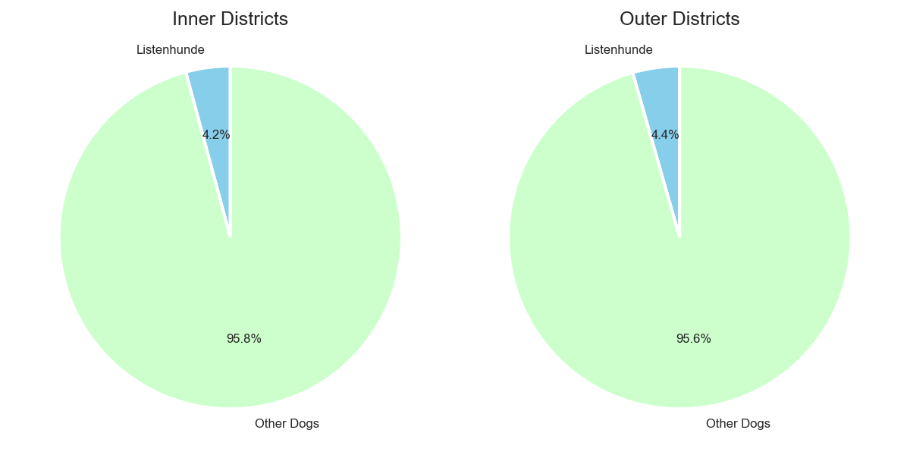 Inner Districts
Listenhunde
4.2%
95.8%
Other Dogs
Outer Districts
Listenhunde
4.4%
95.6%
Other Dogs